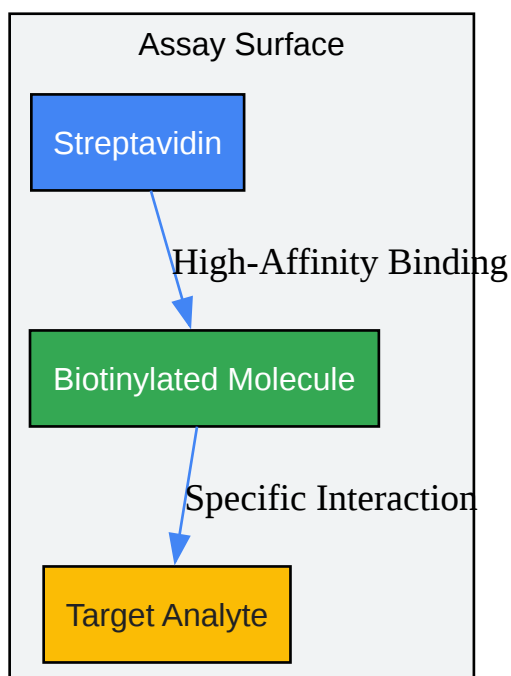 Assay Surface
Streptavidin
High-Affinity Binding
Biotinylated Molecule
Specific Interaction
Target Analyte